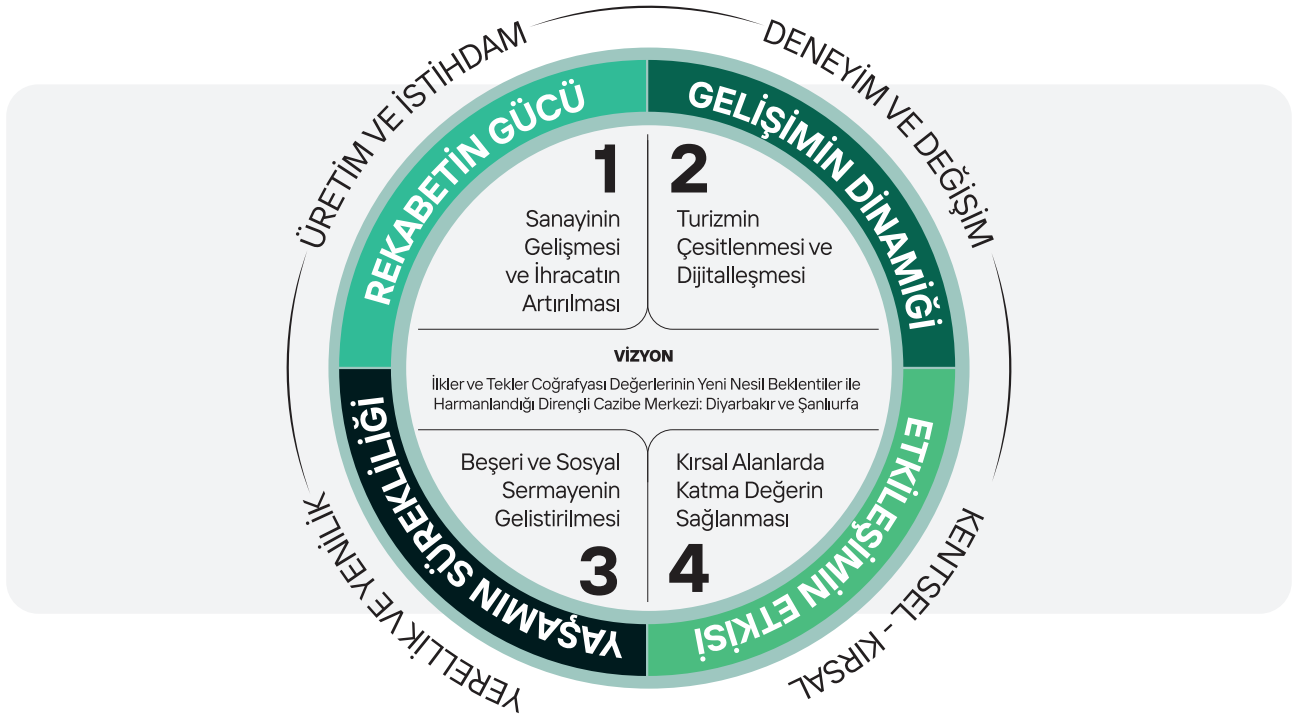 ÜRETİM VE İSTİHDAM
DENEYİM VE DEĞİŞİM
REKABETİN GÜCÜ
GELİŞİMİN DİNAMİĞİ
1
Sanayinin
Gelişmesi
ve İhracatın
Artırılması
2
Turizmin
Çesitlenmesi ve
Dijitalleşmesi
VİZYON
İlkler ve Tekler Coğrafyası Değerlerinin Yeni Nesil Beklentiler ile
Harmanlandığı Dirençli Cazibe Merkezi: Diyarbakır ve Şanlıurfa
Beşeri ve Sosyal
Sermayenin
Gelistirilmesi
3
Kırsal Alanlarda
Katma Değerin
Sağlanması
4
YAŞAMIN SÜREKLİLİĞİ
ETKİLEŞİMİN ETKİSİ
YERELLİK VE YENİLİK
KENTSEL - KIRSAL